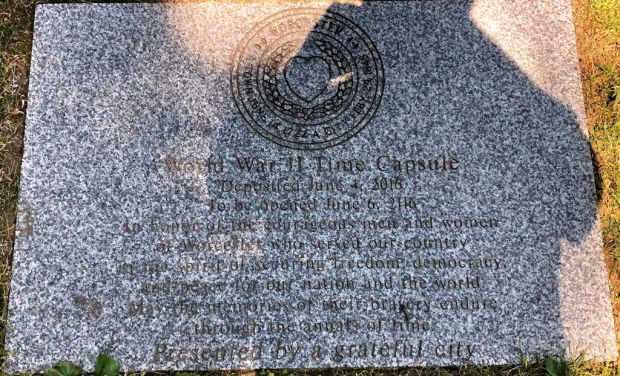 World War II Time Capsule
Deposited June 4, 2016
To be opened June 6, 2116
In honor of the courageous men and women
of Worcester who served our country
in the spirit of securing freedom, democracy,
and peace for our nation and the world
May the memories of their bravery endure
through the annals of time
Presented by a grateful city